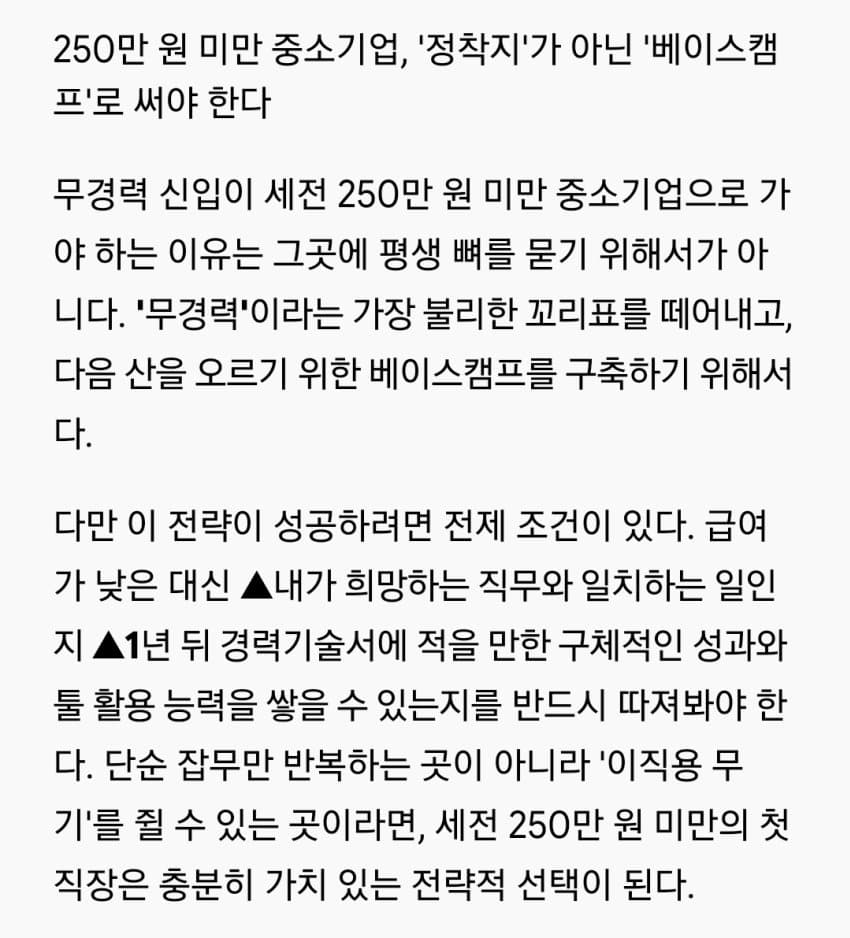 250만 원 미만 중소기업, '정착지'가 아닌 '베이스캠
프'로 써야 한다
무경력 신입이 세전 250만 원 미만 중소기업으로 가
야 하는 이유는 그곳에 평생 뼈를 묻기 위해서가 아
니다. '무경력'이라는 가장 불리한 꼬리표를 떼어내고,
다음 산을 오르기 위한 베이스캠프를 구축하기 위해서
다.
다만 이 전략이 성공하려면 전제 조건이 있다. 급여
가 낮은 대신 ▲내가 희망하는 직무와 일치하는 일인
지 ▲1년 뒤 경력기술서에 적을 만한 구체적인 성과와
툴 활용 능력을 쌓을 수 있는지를 반드시 따져봐야 한
다. 단순 잡무만 반복하는 곳이 아니라 '이직용 무
기'를 쥘 수 있는 곳이라면, 세전 250만 원 미만의 첫
직장은 충분히 가치 있는 전략적 선택이 된다.